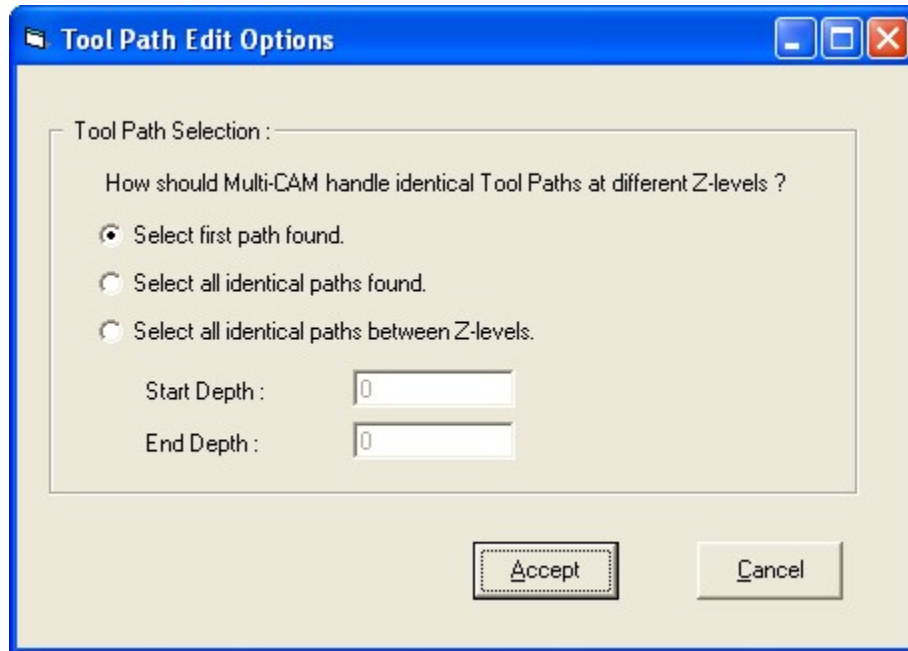 Tool Path Edit Options
Tool Path Selection :
How should Multi-CAM handle identical Tool Paths at different Z-levels ?
Select first path found.
Select all identical paths found.
Select all identical paths between Z-levels.
Start Depth : 0
End Depth : 0
Accept Cancel